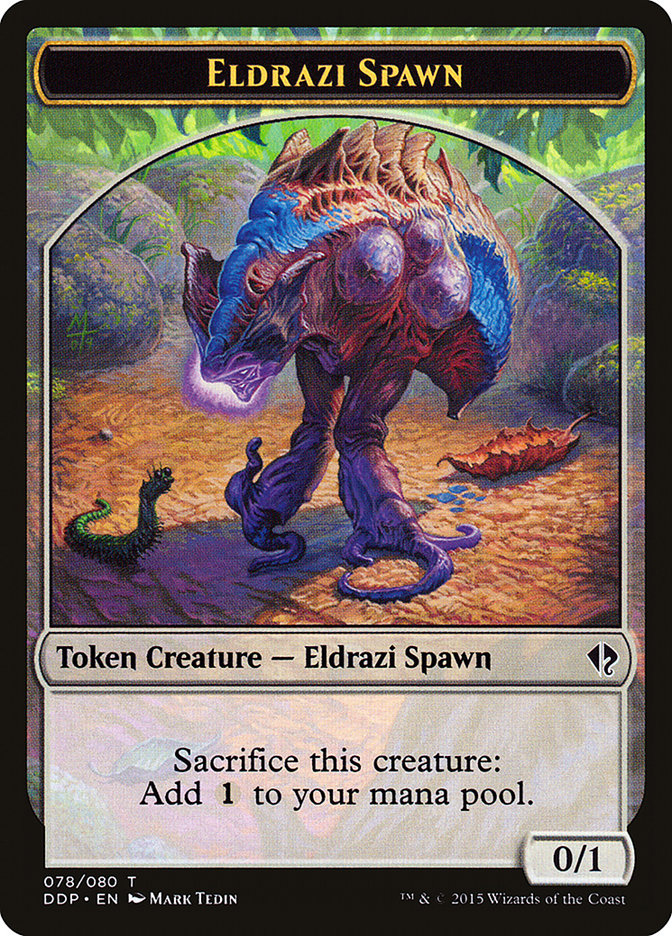 Eldrazi Spawn
Token Creature — Eldrazi Spawn
Sacrifice this creature:
Add 1 to your mana pool.
0/1
078/080 T
DDP • EN Mark Tedin
™ & © 2015 Wizards of the Coast